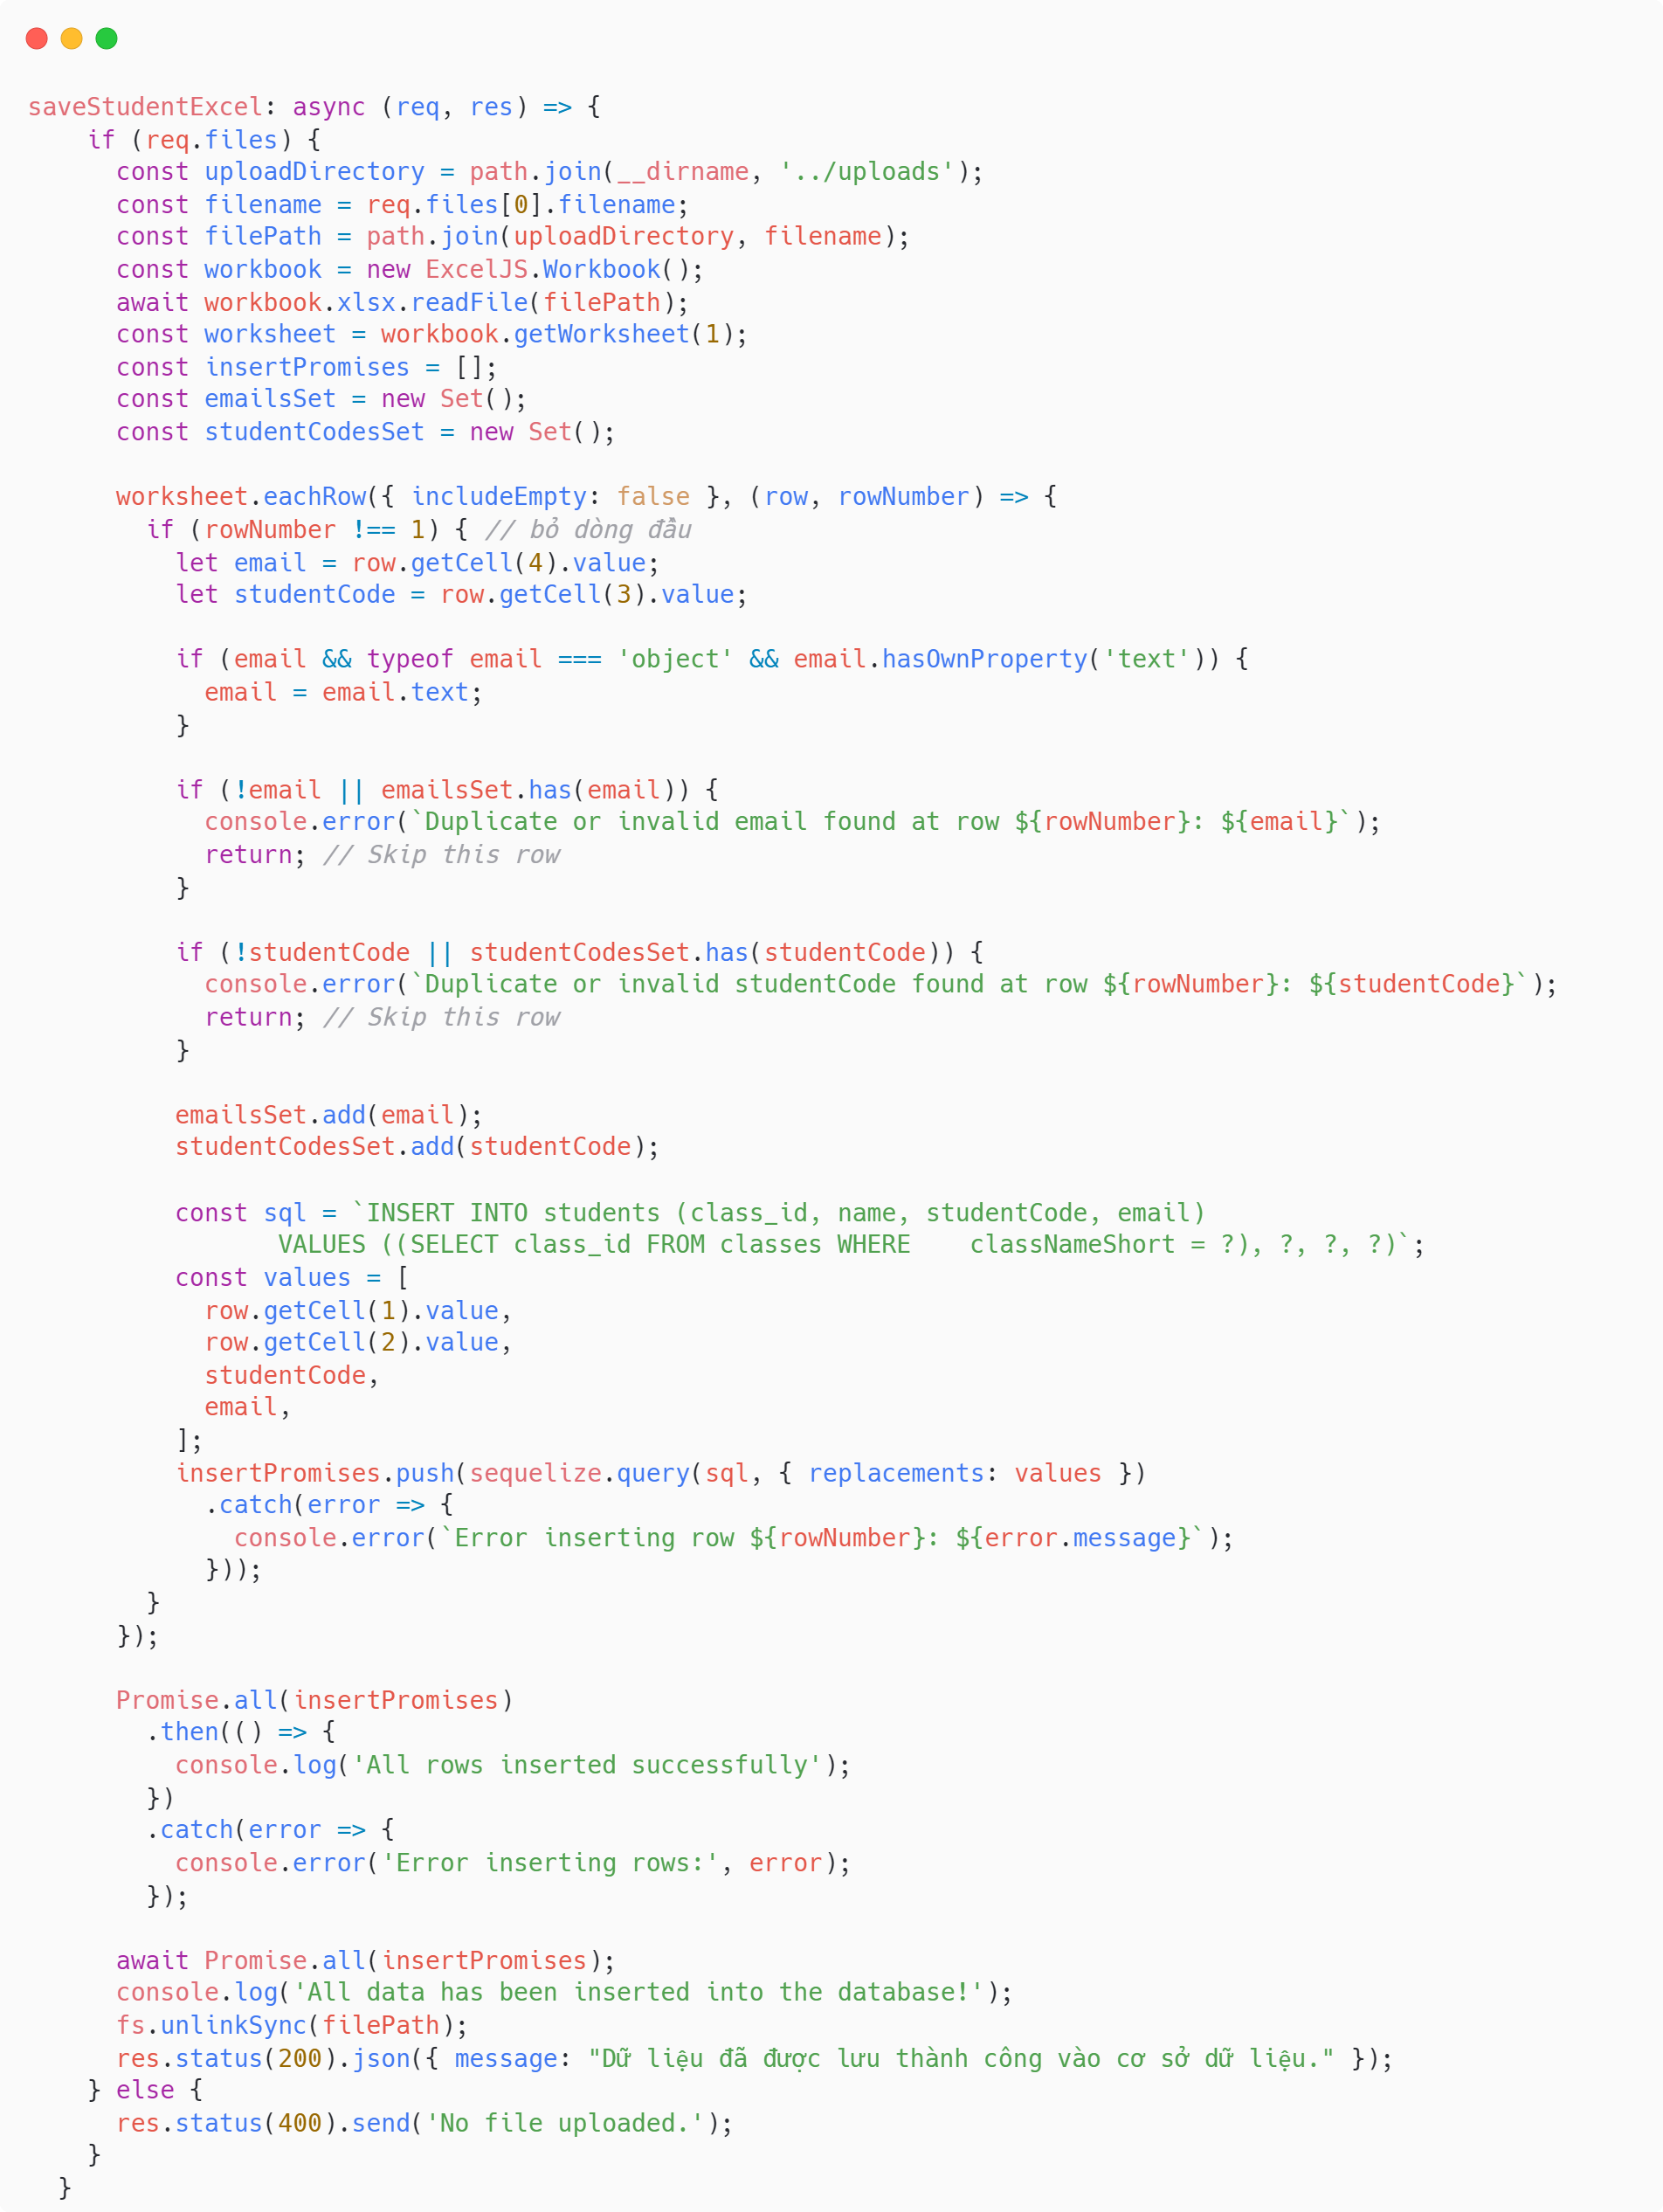 saveStudentExcel: async (req, res) => {
    if (req.files) {
      const uploadDirectory = path.join(__dirname, '../uploads');
      const filename = req.files[0].filename;
      const filePath = path.join(uploadDirectory, filename);
      const workbook = new ExcelJS.Workbook();
      await workbook.xlsx.readFile(filePath);
      const worksheet = workbook.getWorksheet(1);
      const insertPromises = [];
      const emailsSet = new Set();
      const studentCodesSet = new Set();

      worksheet.eachRow({ includeEmpty: false }, (row, rowNumber) => {
        if (rowNumber !== 1) { // bỏ dòng đầu
          let email = row.getCell(4).value;
          let studentCode = row.getCell(3).value;

          if (email && typeof email === 'object' && email.hasOwnProperty('text')) {
            email = email.text;
          }

          if (!email || emailsSet.has(email)) {
            console.error(`Duplicate or invalid email found at row ${rowNumber}: ${email}`);
            return; // Skip this row
          }

          if (!studentCode || studentCodesSet.has(studentCode)) {
            console.error(`Duplicate or invalid studentCode found at row ${rowNumber}: ${studentCode}`);
            return; // Skip this row
          }

          emailsSet.add(email);
          studentCodesSet.add(studentCode);

          const sql = `INSERT INTO students (class_id, name, studentCode, email)
                 VALUES ((SELECT class_id FROM classes WHERE    classNameShort = ?), ?, ?, ?)`;
          const values = [
            row.getCell(1).value,
            row.getCell(2).value,
            studentCode,
            email,
          ];
          insertPromises.push(sequelize.query(sql, { replacements: values })
            .catch(error => {
              console.error(`Error inserting row ${rowNumber}: ${error.message}`);
            }));
        }
      });

      Promise.all(insertPromises)
        .then(() => {
          console.log('All rows inserted successfully');
        })
        .catch(error => {
          console.error('Error inserting rows:', error);
        });

      await Promise.all(insertPromises);
      console.log('All data has been inserted into the database!');
      fs.unlinkSync(filePath);
      res.status(200).json({ message: "Dữ liệu đã được lưu thành công vào cơ sở dữ liệu." });
    } else {
      res.status(400).send('No file uploaded.');
    }
  }